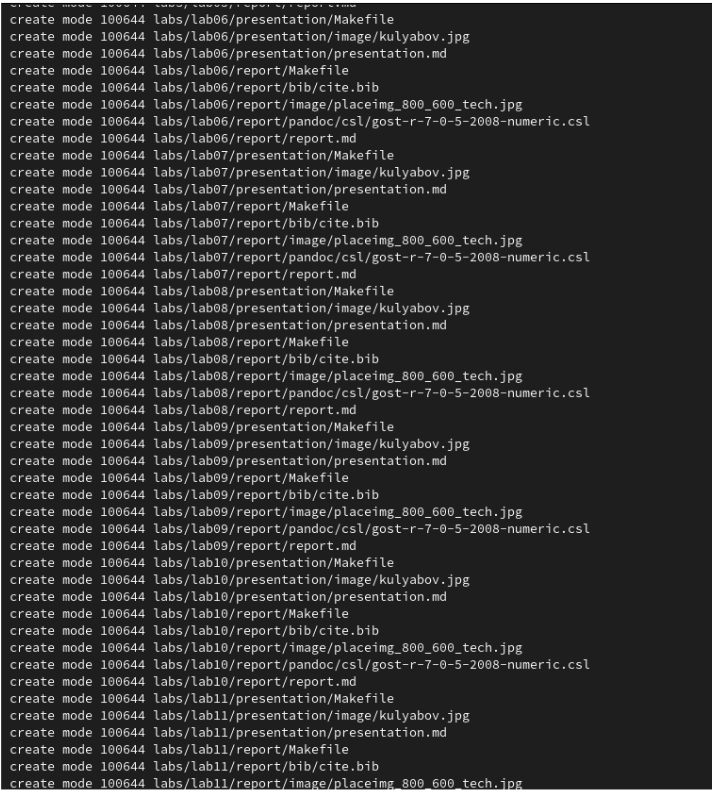 create mode 100644 labs/lab06/presentation/Makefile
create mode 100644 labs/lab06/presentation/image/kulyabov.jpg
create mode 100644 labs/lab06/presentation/presentation.md
create mode 100644 labs/lab06/report/Makefile
create mode 100644 labs/lab06/report/bib/cite.bib
create mode 100644 labs/lab06/report/image/placeimg_800_600_tech.jpg
create mode 100644 labs/lab06/report/pandoc/csl/gost-r-7-0-5-2008-numeric.csl
create mode 100644 labs/lab06/report/report.md
create mode 100644 labs/lab07/presentation/Makefile
create mode 100644 labs/lab07/presentation/image/kulyabov.jpg
create mode 100644 labs/lab07/presentation/presentation.md
create mode 100644 labs/lab07/report/Makefile
create mode 100644 labs/lab07/report/bib/cite.bib
create mode 100644 labs/lab07/report/image/placeimg_800_600_tech.jpg
create mode 100644 labs/lab07/report/pandoc/csl/gost-r-7-0-5-2008-numeric.csl
create mode 100644 labs/lab07/report/report.md
create mode 100644 labs/lab08/presentation/Makefile
create mode 100644 labs/lab08/presentation/image/kulyabov.jpg
create mode 100644 labs/lab08/presentation/presentation.md
create mode 100644 labs/lab08/report/Makefile
create mode 100644 labs/lab08/report/bib/cite.bib
create mode 100644 labs/lab08/report/image/placeimg_800_600_tech.jpg
create mode 100644 labs/lab08/report/pandoc/csl/gost-r-7-0-5-2008-numeric.csl
create mode 100644 labs/lab08/report/report.md
create mode 100644 labs/lab09/presentation/Makefile
create mode 100644 labs/lab09/presentation/image/kulyabov.jpg
create mode 100644 labs/lab09/presentation/presentation.md
create mode 100644 labs/lab09/report/Makefile
create mode 100644 labs/lab09/report/bib/cite.bib
create mode 100644 labs/lab09/report/image/placeimg_800_600_tech.jpg
create mode 100644 labs/lab09/report/pandoc/csl/gost-r-7-0-5-2008-numeric.csl
create mode 100644 labs/lab09/report/report.md
create mode 100644 labs/lab10/presentation/Makefile
create mode 100644 labs/lab10/presentation/image/kulyabov.jpg
create mode 100644 labs/lab10/presentation/presentation.md
create mode 100644 labs/lab10/report/Makefile
create mode 100644 labs/lab10/report/bib/cite.bib
create mode 100644 labs/lab10/report/image/placeimg_800_600_tech.jpg
create mode 100644 labs/lab10/report/pandoc/csl/gost-r-7-0-5-2008-numeric.csl
create mode 100644 labs/lab10/report/report.md
create mode 100644 labs/lab11/presentation/Makefile
create mode 100644 labs/lab11/presentation/image/kulyabov.jpg
create mode 100644 labs/lab11/presentation/presentation.md
create mode 100644 labs/lab11/report/Makefile
create mode 100644 labs/lab11/report/bib/cite.bib
create mode 100644 labs/lab11/report/image/placeimg_800_600_tech.jpg